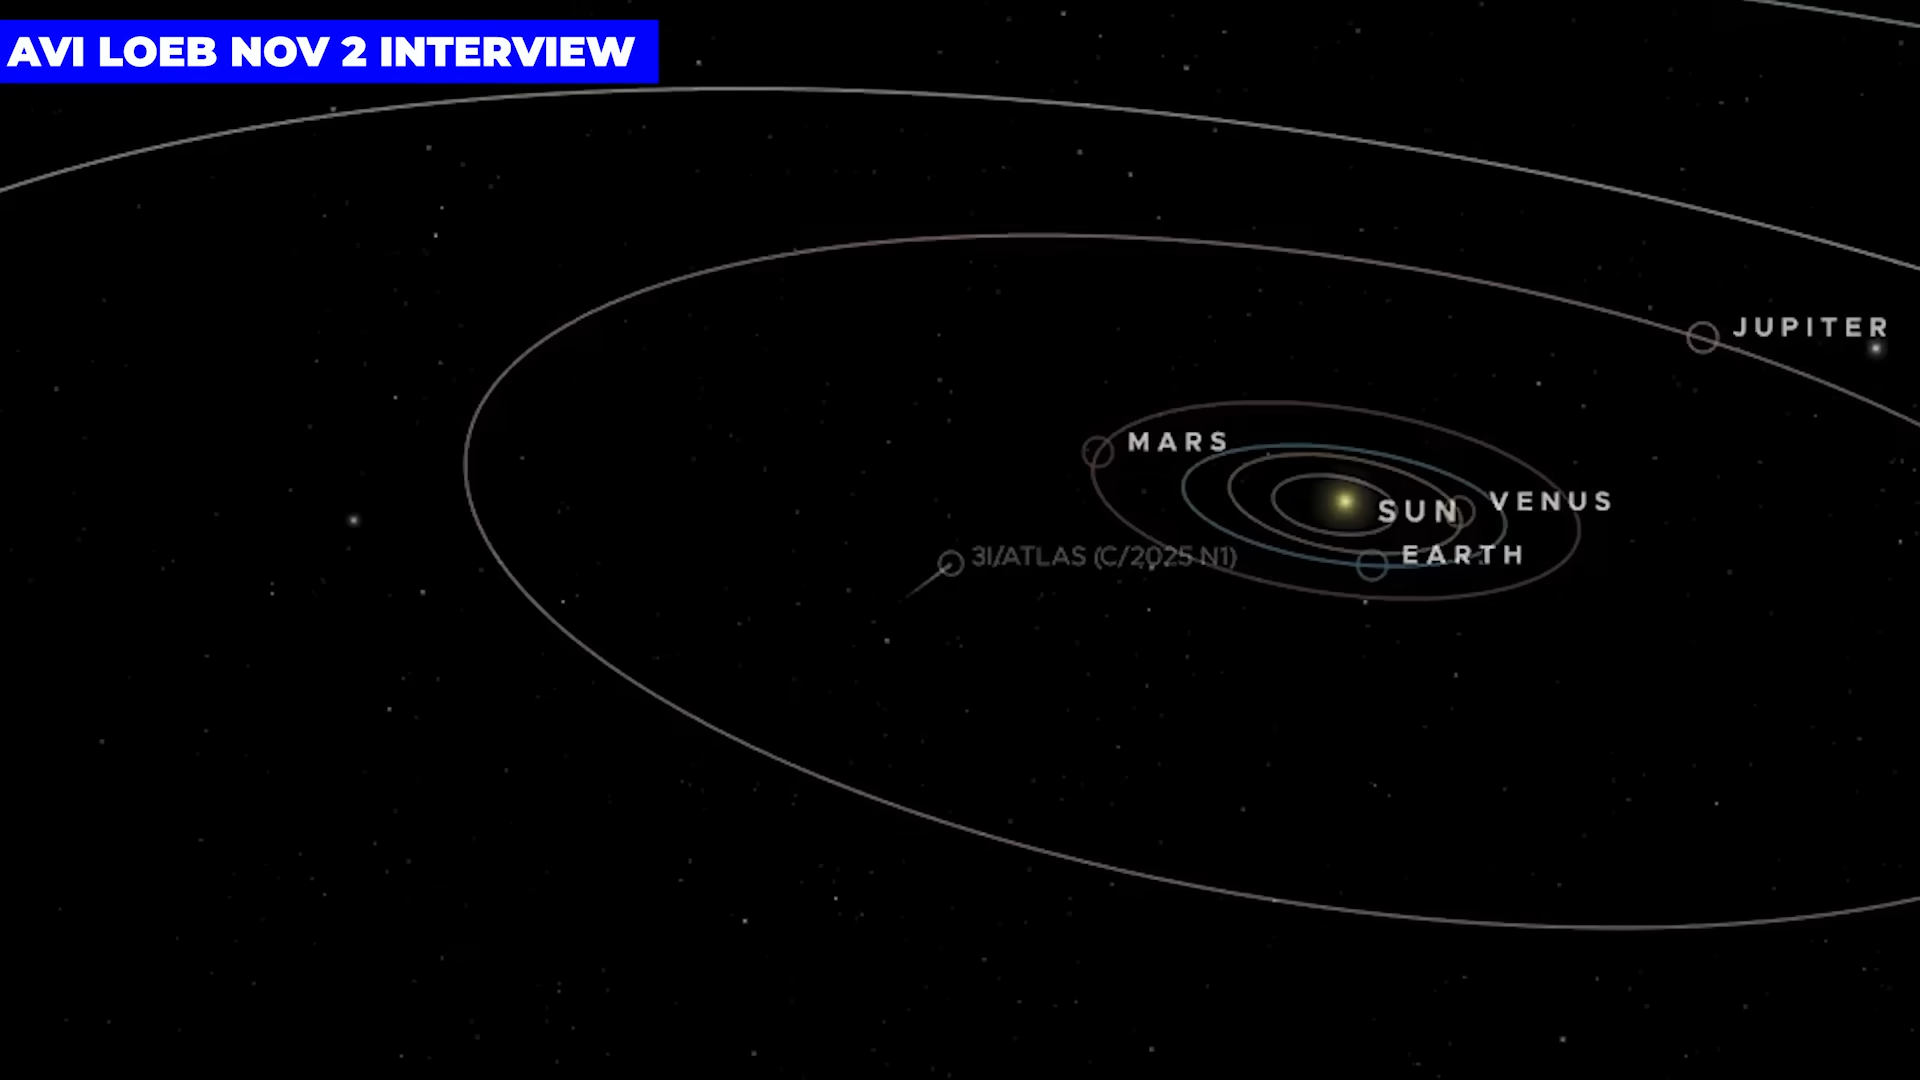 AVI LOEB NOV 2 INTERVIEW
JUPITER
MARS
SUN
VENUS
EARTH
3I/ATLAS (C/2025 N1)